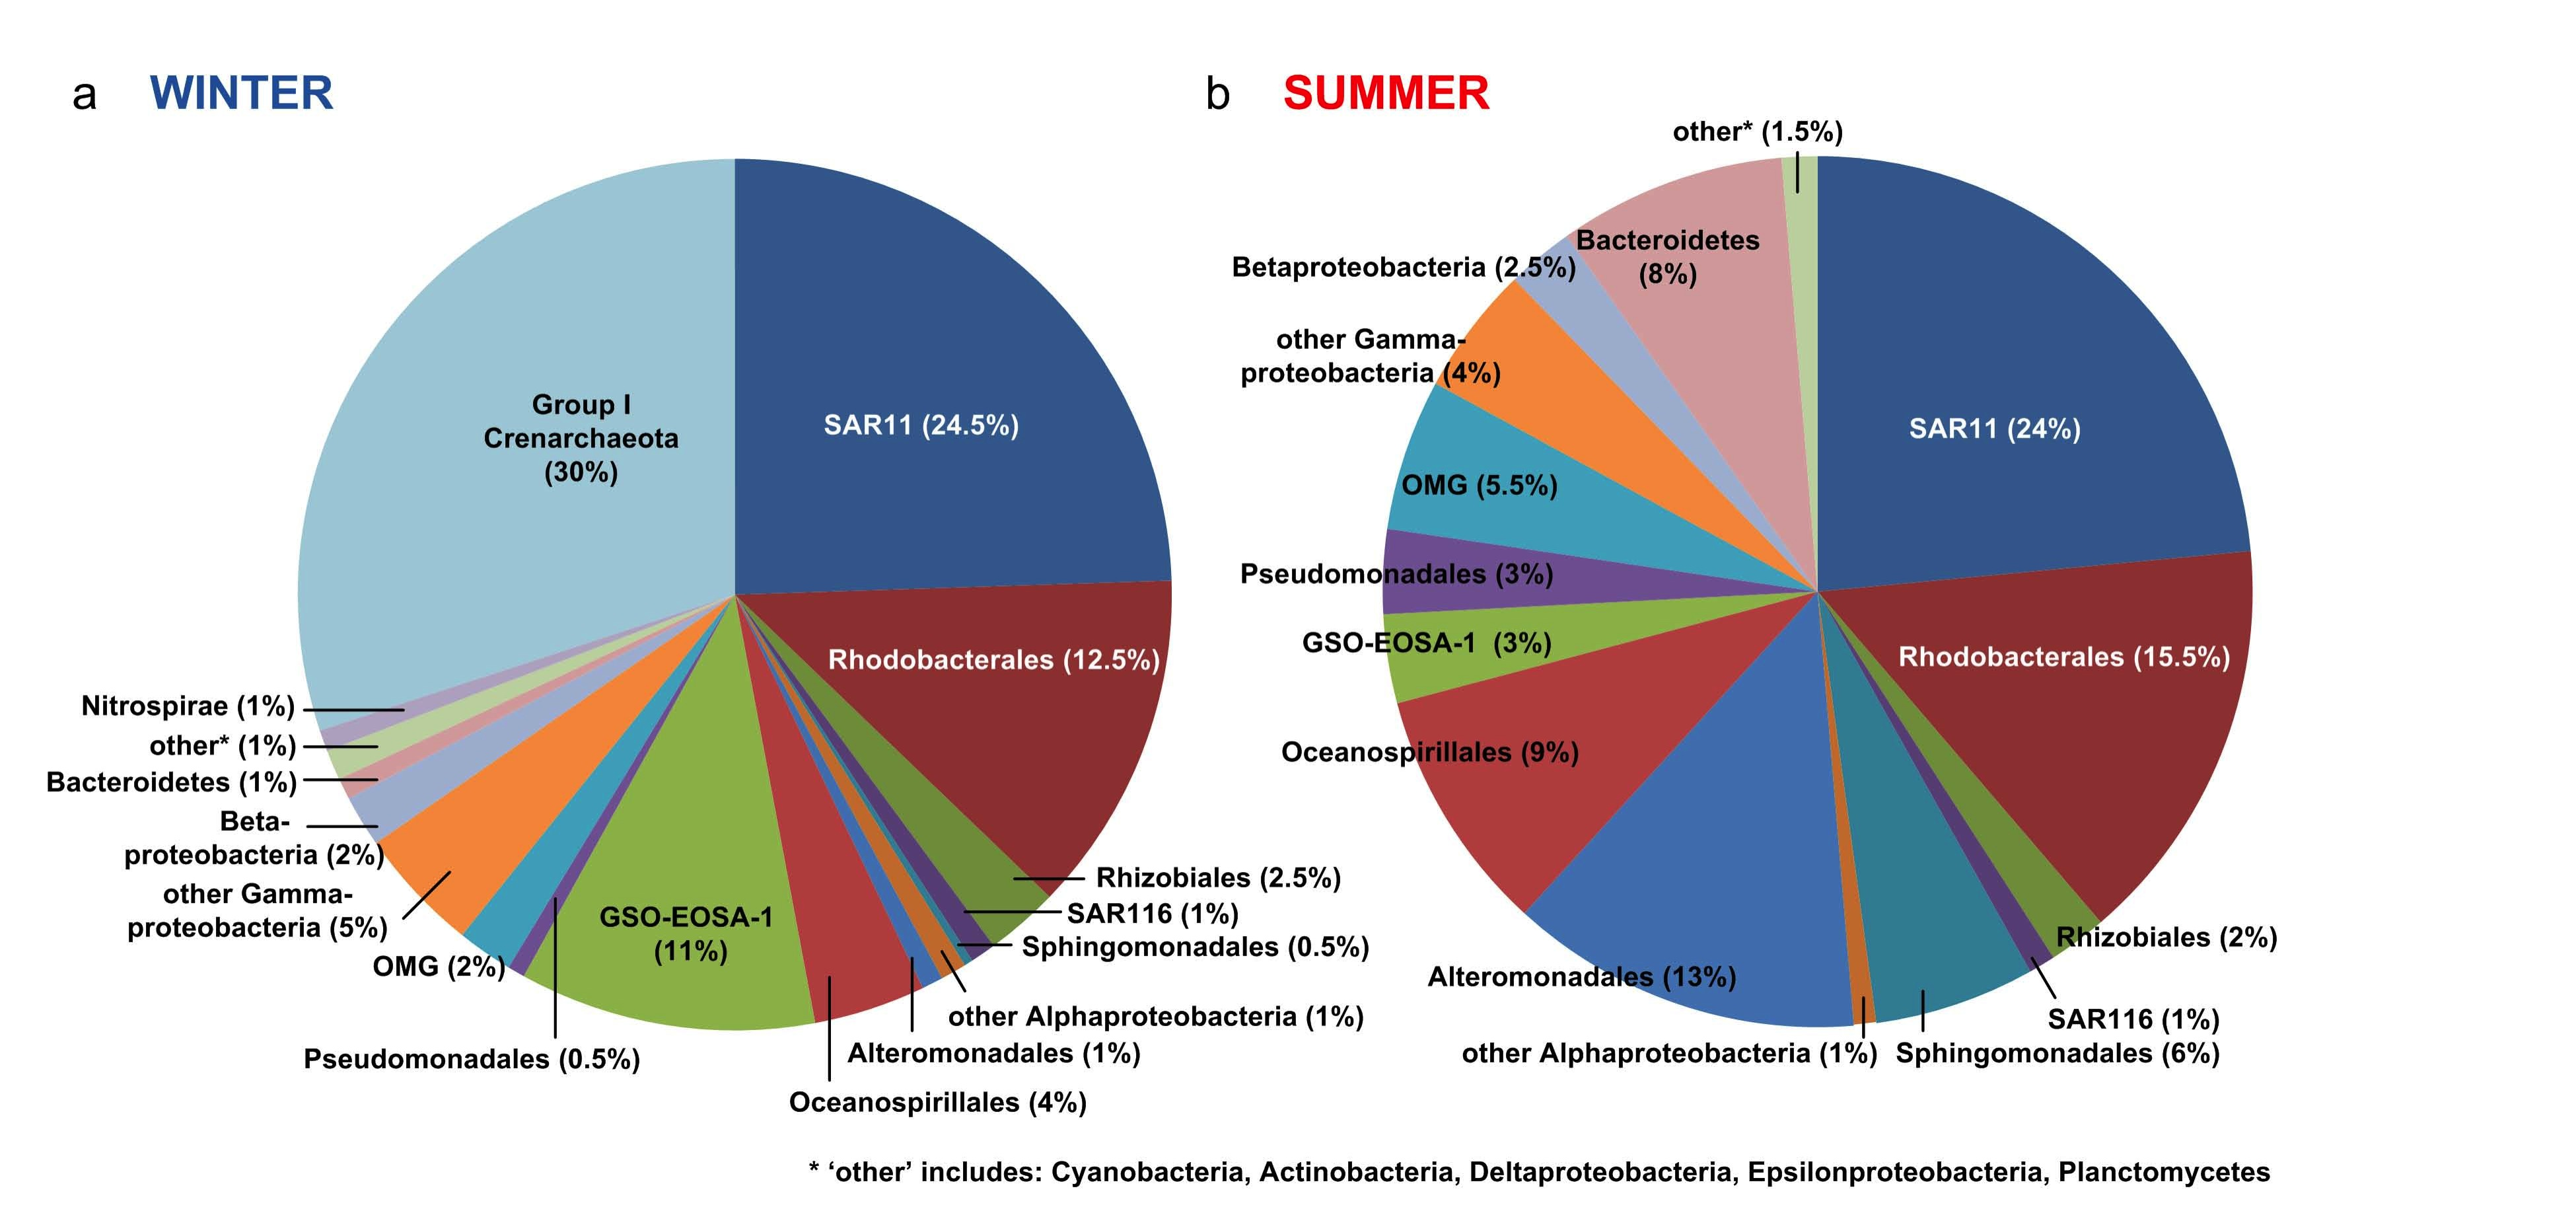 a WINTER
Group I
Crenarchaeota
(30%)
SAR11 (24.5%)
Rhodobacterales (12.5%)
Rhizobiales (2.5%)
SAR116 (1%)
Sphingomonadales (0.5%)
other Alphaproteobacteria (1%)
Alteromonadales (1%)
Oceanospirillales (4%)
GSO-EOSA-1
(11%)
Pseudomonadales (0.5%)
OMG (2%)
other Gamma-
proteobacteria (5%)
Beta-
proteobacteria (2%)
Bacteroidetes (1%)
other* (1%)
Nitrospirae (1%)
b SUMMER
other* (1.5%)
SAR11 (24%)
Rhodobacterales (15.5%)
Rhizobiales (2%)
SAR116 (1%)
Sphingomonadales (6%)
other Alphaproteobacteria (1%)
Alteromonadales (13%)
Oceanospirillales (9%)
GSO-EOSA-1 (3%)
Pseudomonadales (3%)
OMG (5.5%)
other Gamma-
proteobacteria (4%)
Betaproteobacteria (2.5%)
Bacteroidetes
(8%)
* ‘other’ includes: Cyanobacteria, Actinobacteria, Deltaproteobacteria, Epsilonproteobacteria, Planctomycetes